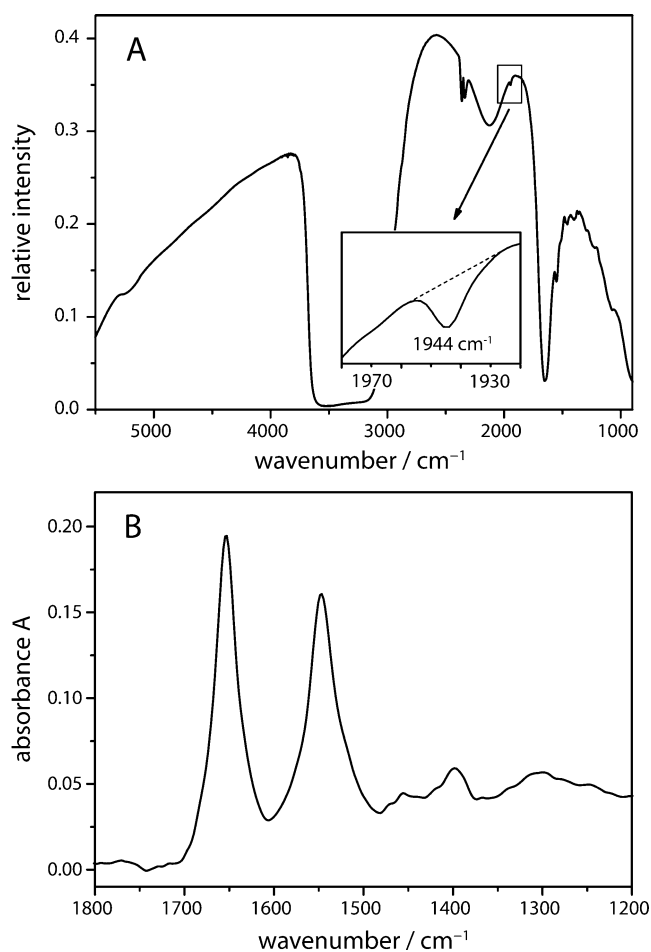 A
0.4
0.3
0.2
0.1
0.0
relative intensity
1944 cm-1
1970 1930
5000 4000 3000 2000 1000
wavenumber / cm–1
B
0.20
0.15
0.10
0.05
0.00
absorbance A
1800 1700 1600 1500 1400 1300 1200
wavenumber / cm–1